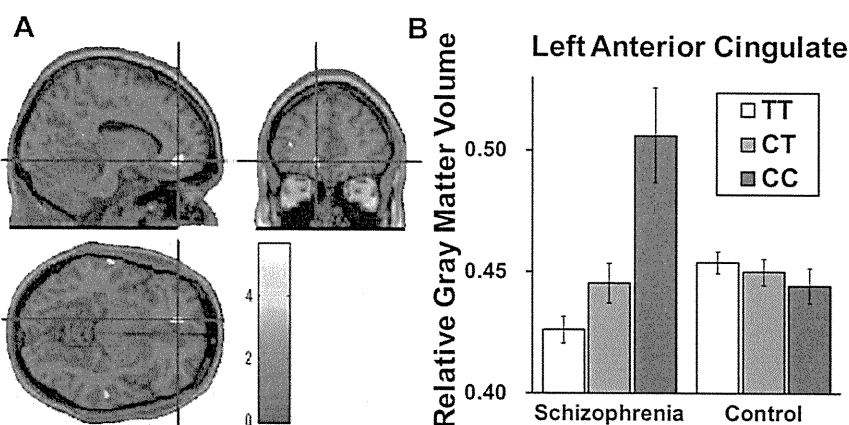 A
4
2
0
B
Left Anterior Cingulate
Relative Gray Matter Volume
0.50
0.45
0.40
TT
CT
CC
Schizophrenia
Control